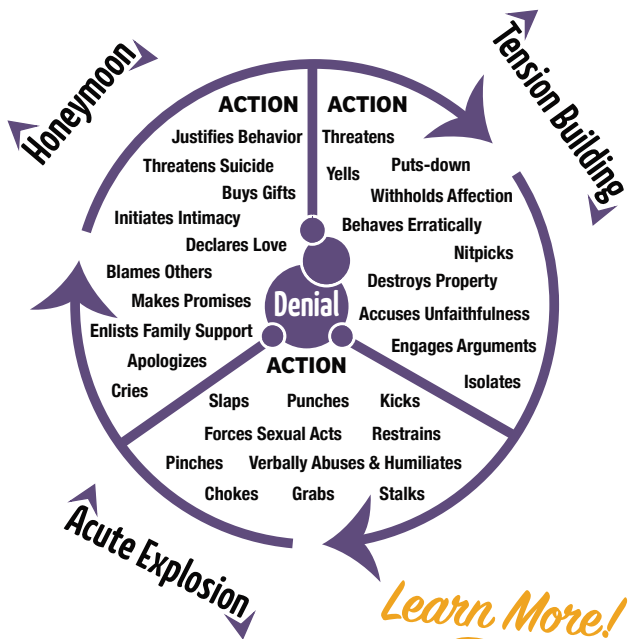 Honeymoon
Tension Building
ACTION
Justifies Behavior
Threatens Suicide
Buys Gifts
Initiates Intimacy
Declares Love
Blames Others
Makes Promises
Enlists Family Support
Apologizes
Cries
ACTION
Threatens
Yells
Puts-down
Withholds Affection
Behaves Erratically
Nitpicks
Destroys Property
Accuses Unfaithfulness
Engages Arguments
Isolates
Denial
ACTION
Slaps Punches Kicks
Forces Sexual Acts Restrains
Pinches Verbally Abuses & Humiliates
Chokes Grabs Stalks
Acute Explosion
Learn More!